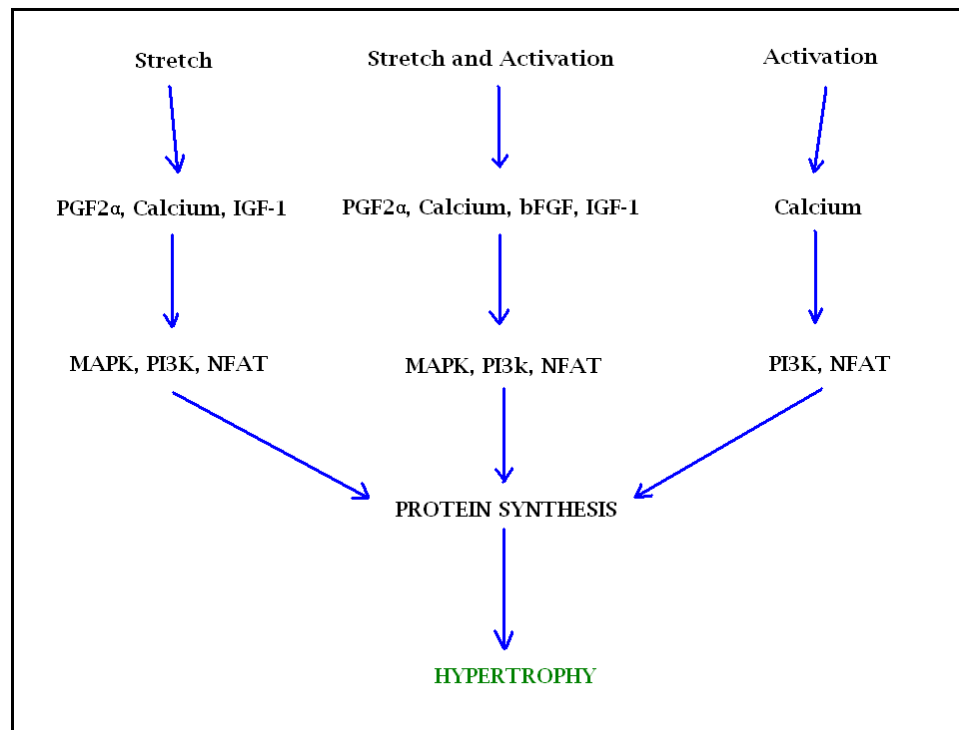 Stretch
Stretch and Activation
Activation
PGF2α, Calcium, IGF-1
PGF2α, Calcium, bFGF, IGF-1
Calcium
MAPK, PI3K, NFAT
MAPK, PI3k, NFAT
PI3K, NFAT
PROTEIN SYNTHESIS
HYPERTROPHY